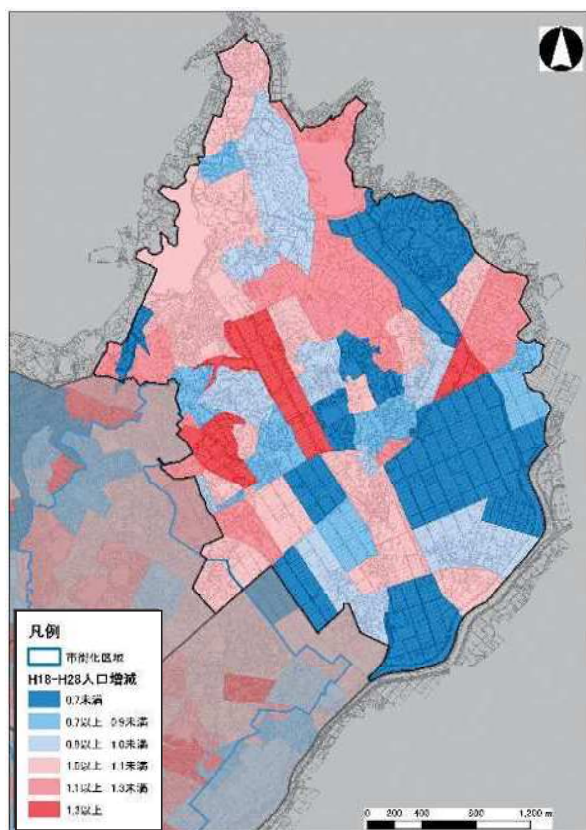 凡例
市街化区域
H18-H28人口増減
0.7未満
0.7以上 0.9未満
0.9以上 1.0未満
1.0以上 1.1未満
1.1以上 1.3未満
1.3以上
0 200 400 800 1,200 m